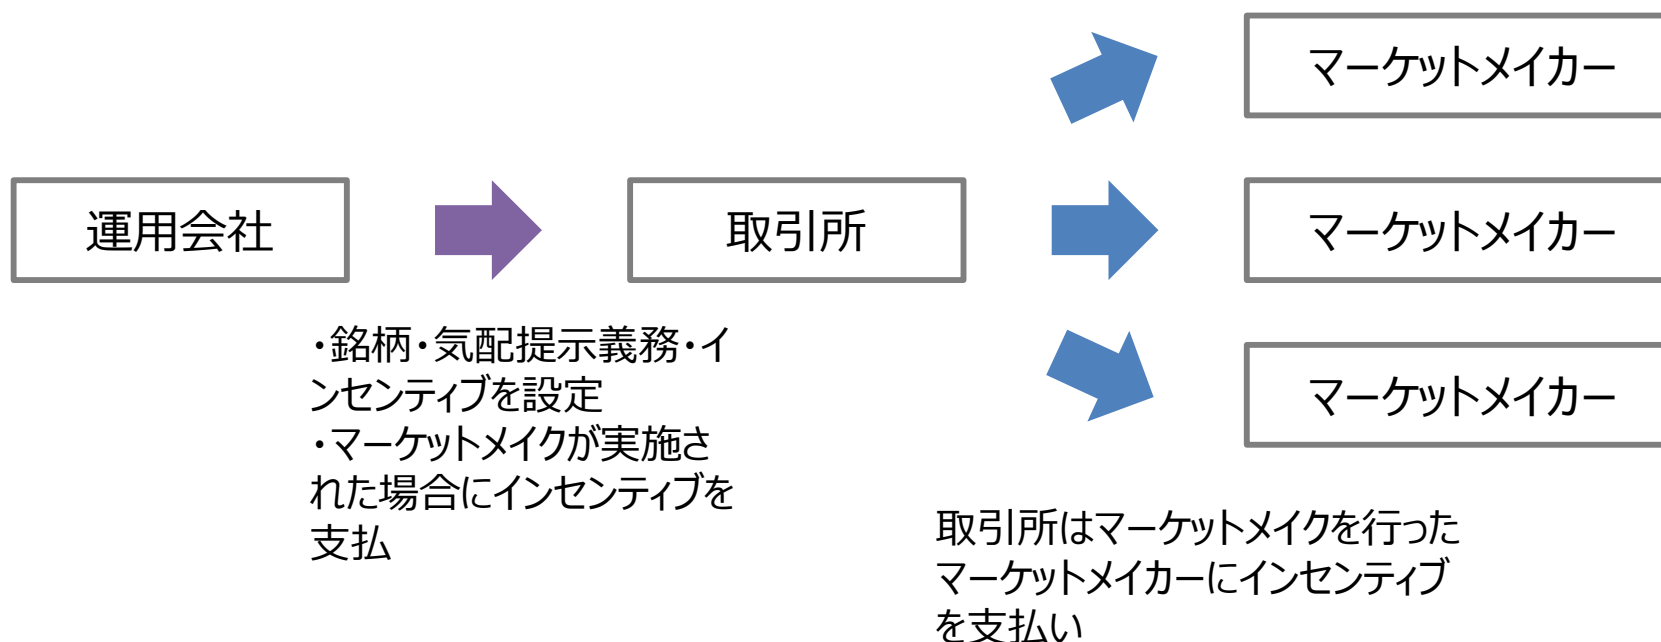 マーケットメイカー
運用会社
取引所
マーケットメイカー
マーケットメイカー
・銘柄・気配提示義務・イ
ンセンティブを設定
・マーケットメイクが実施さ
れた場合にインセンティブを
支払
取引所はマーケットメイクを行った
マーケットメイカーにインセンティブ
を支払い